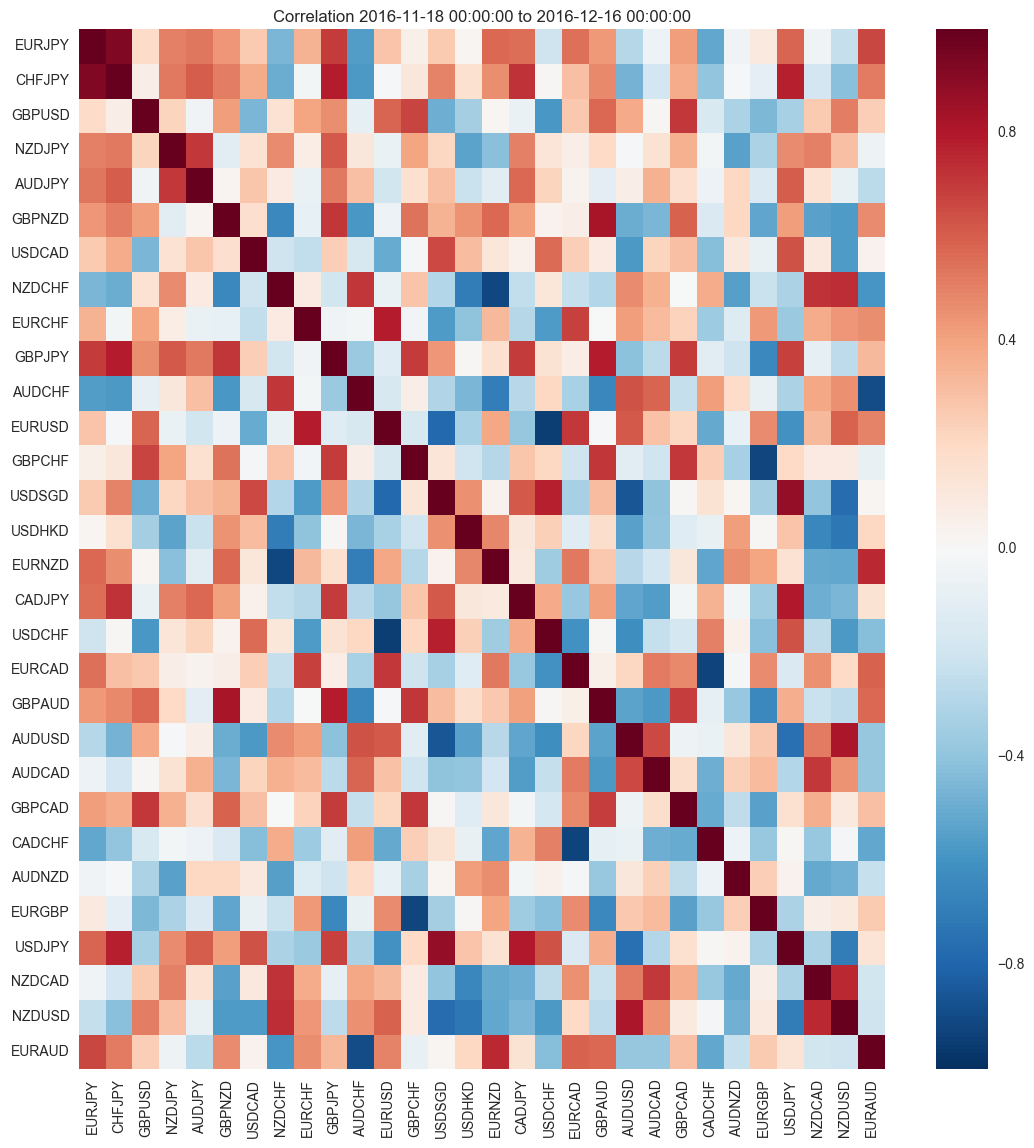 Correlation 2016-11-18 00:00:00 to 2016-12-16 00:00:00
EURJPY
CHFJPY
GBPUSD
NZDJPY
AUDJPY
GBPNZD
USDCAD
NZDCHF
EURCHF
GBPJPY
AUDCHF
EURUSD
GBPCHF
USDSGD
USDHKD
EURNZD
CADJPY
USDCHF
EURCAD
GBPAUD
AUDUSD
AUDCAD
GBPCAD
CADCHF
AUDNZD
EURGBP
USDJPY
NZDCAD
NZDUSD
EURAUD
EURJPY
CHFJPY
GBPUSD
NZDJPY
AUDJPY
GBPNZD
USDCAD
NZDCHF
EURCHF
GBPJPY
AUDCHF
EURUSD
GBPCHF
USDSGD
USDHKD
EURNZD
CADJPY
USDCHF
EURCAD
GBPAUD
AUDUSD
AUDCAD
GBPCAD
CADCHF
AUDNZD
EURGBP
USDJPY
NZDCAD
NZDUSD
EURAUD
0.8
0.4
0.0
−0.4
−0.8